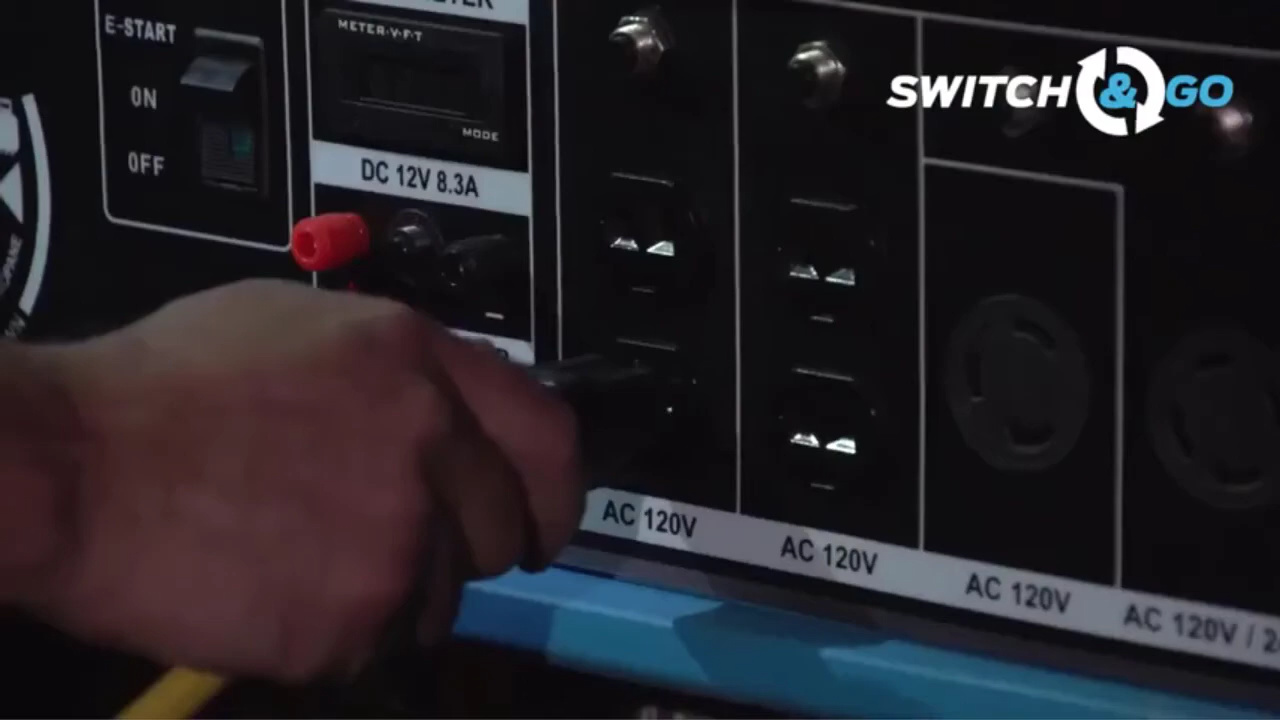 E-START
ON
OFF
METER-V·F·T
MODE
DC 12V 8.3A
SWITCH & GO
AC 120V
AC 120V
AC 120V
AC 120V / 2